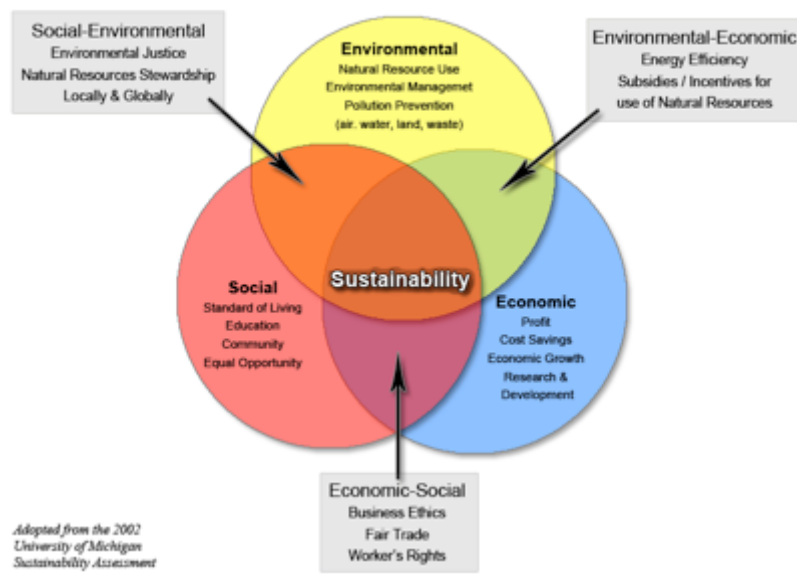 Social-Environmental
Environmental Justice
Natural Resources Stewardship
Locally & Globally
Environmental
Natural Resource Use
Environmental Managemet
Pollution Prevention
(air. water, land, waste)
Environmental-Economic
Energy Efficiency
Subsidies / Incentives for
use of Natural Resources
Sustainability
Social
Standard of Living
Education
Community
Equal Opportunity
Economic
Profit
Cost Savings
Economic Growth
Research &
Development
Economic-Social
Business Ethics
Fair Trade
Worker's Rights
Adopted from the 2002
University of Michigan
Sustainability Assessment